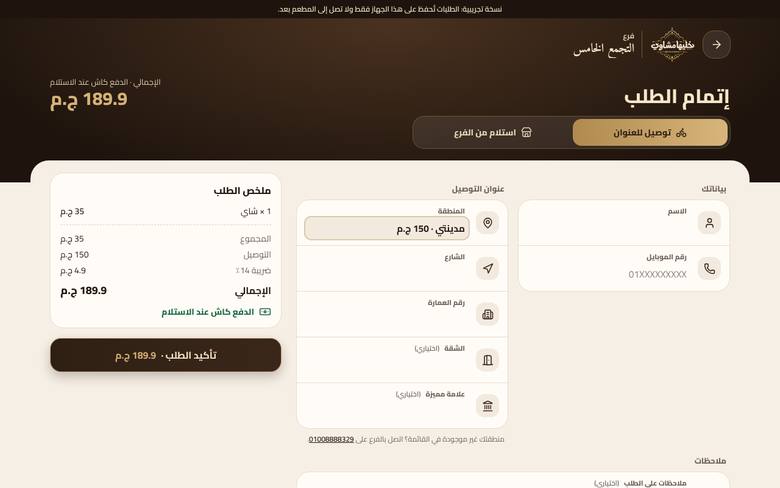 نسخة تجريبية: الطلبات تُحفظ على هذا الجهاز فقط ولا تصل إلى المطعم بعد.
خليها مشاوي
فرع
التجمع الخامس
إتمام الطلب
الإجمالي · الدفع كاش عند الاستلام
189.9 ج.م
توصيل للعنوان
استلام من الفرع
بياناتك
الاسم
رقم الموبايل
01XXXXXXXXX
عنوان التوصيل
المنطقة
مدينتي · 150 ج.م
الشارع
رقم العمارة
الشقة (اختياري)
علامة مميزة (اختياري)
منطقتك غير موجودة في القائمة؟ اتصل بالفرع على 01008888329.
ملخص الطلب
1 × شاي 35 ج.م
المجموع 35 ج.م
التوصيل 150 ج.م
ضريبة 14٪ 4.9 ج.م
الإجمالي 189.9 ج.م
الدفع كاش عند الاستلام
تأكيد الطلب · 189.9 ج.م
ملاحظات
ملاحظات على الطلب (اختياري)